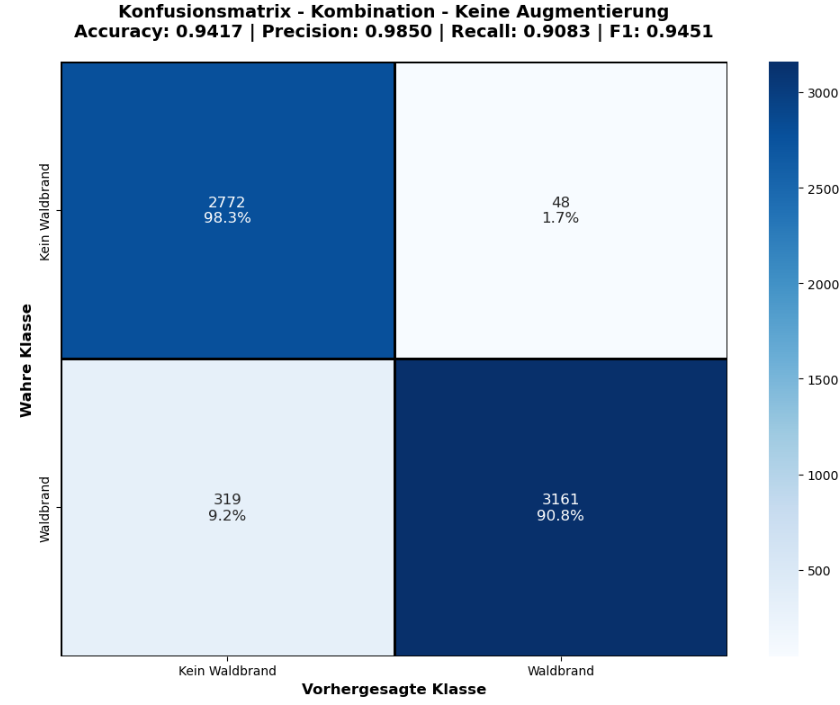 Konfusionsmatrix - Kombination - Keine Augmentierung
Accuracy: 0.9417 | Precision: 0.9850 | Recall: 0.9083 | F1: 0.9451
Wahre Klasse
Kein Waldbrand
2772
98.3%
48
1.7%
Waldbrand
319
9.2%
3161
90.8%
Kein Waldbrand
Waldbrand
Vorhergesagte Klasse
3000
2500
2000
1500
1000
500